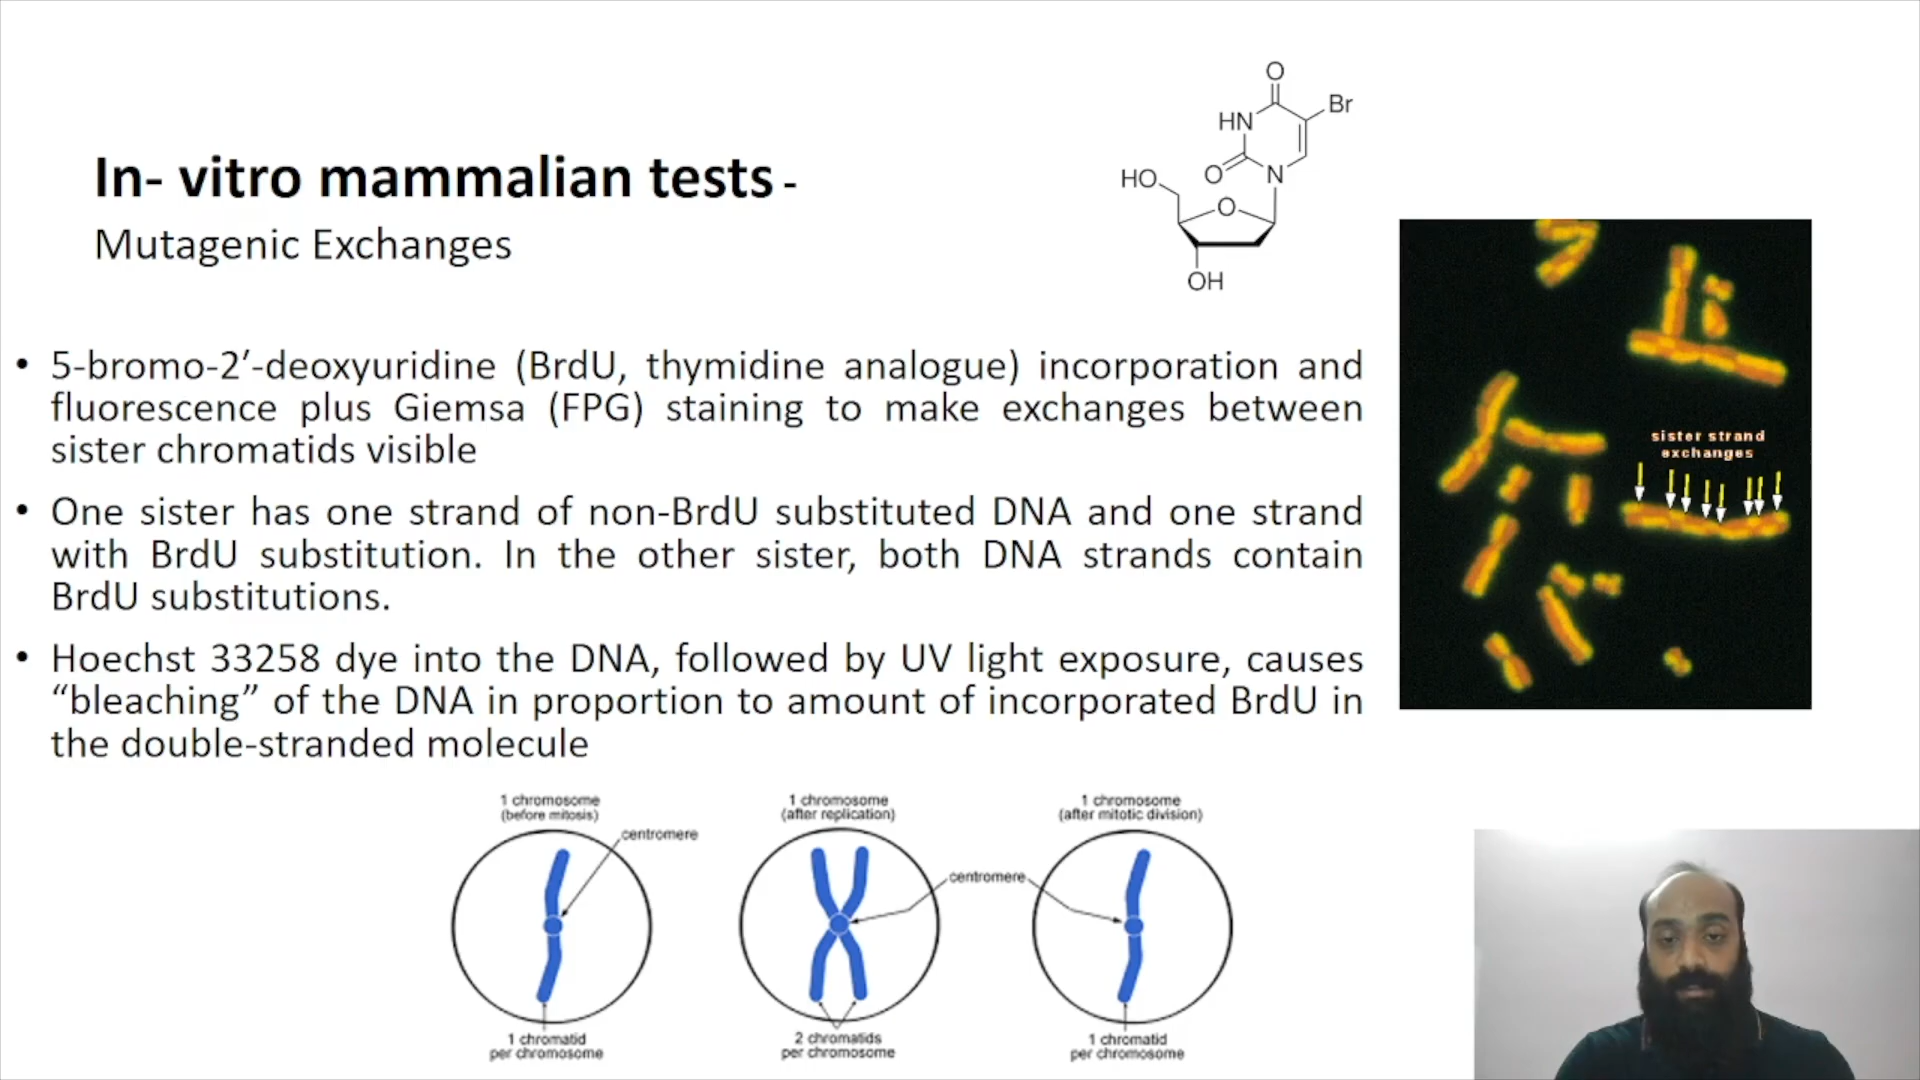 In- vitro mammalian tests -
Mutagenic Exchanges
O
Br
HN
O
N
HO
O
OH
• 5-bromo-2′-deoxyuridine (BrdU, thymidine analogue) incorporation and
fluorescence plus Giemsa (FPG) staining to make exchanges between
sister chromatids visible
• One sister has one strand of non-BrdU substituted DNA and one strand
with BrdU substitution. In the other sister, both DNA strands contain
BrdU substitutions.
• Hoechst 33258 dye into the DNA, followed by UV light exposure, causes
“bleaching” of the DNA in proportion to amount of incorporated BrdU in
the double-stranded molecule
sister strand
exchanges
1 chromosome
(before mitosis)
centromere
1 chromatid
per chromosome
1 chromosome
(after replication)
centromere
2 chromatids
per chromosome
1 chromosome
(after mitotic division)
1 chromatid
per chromosome